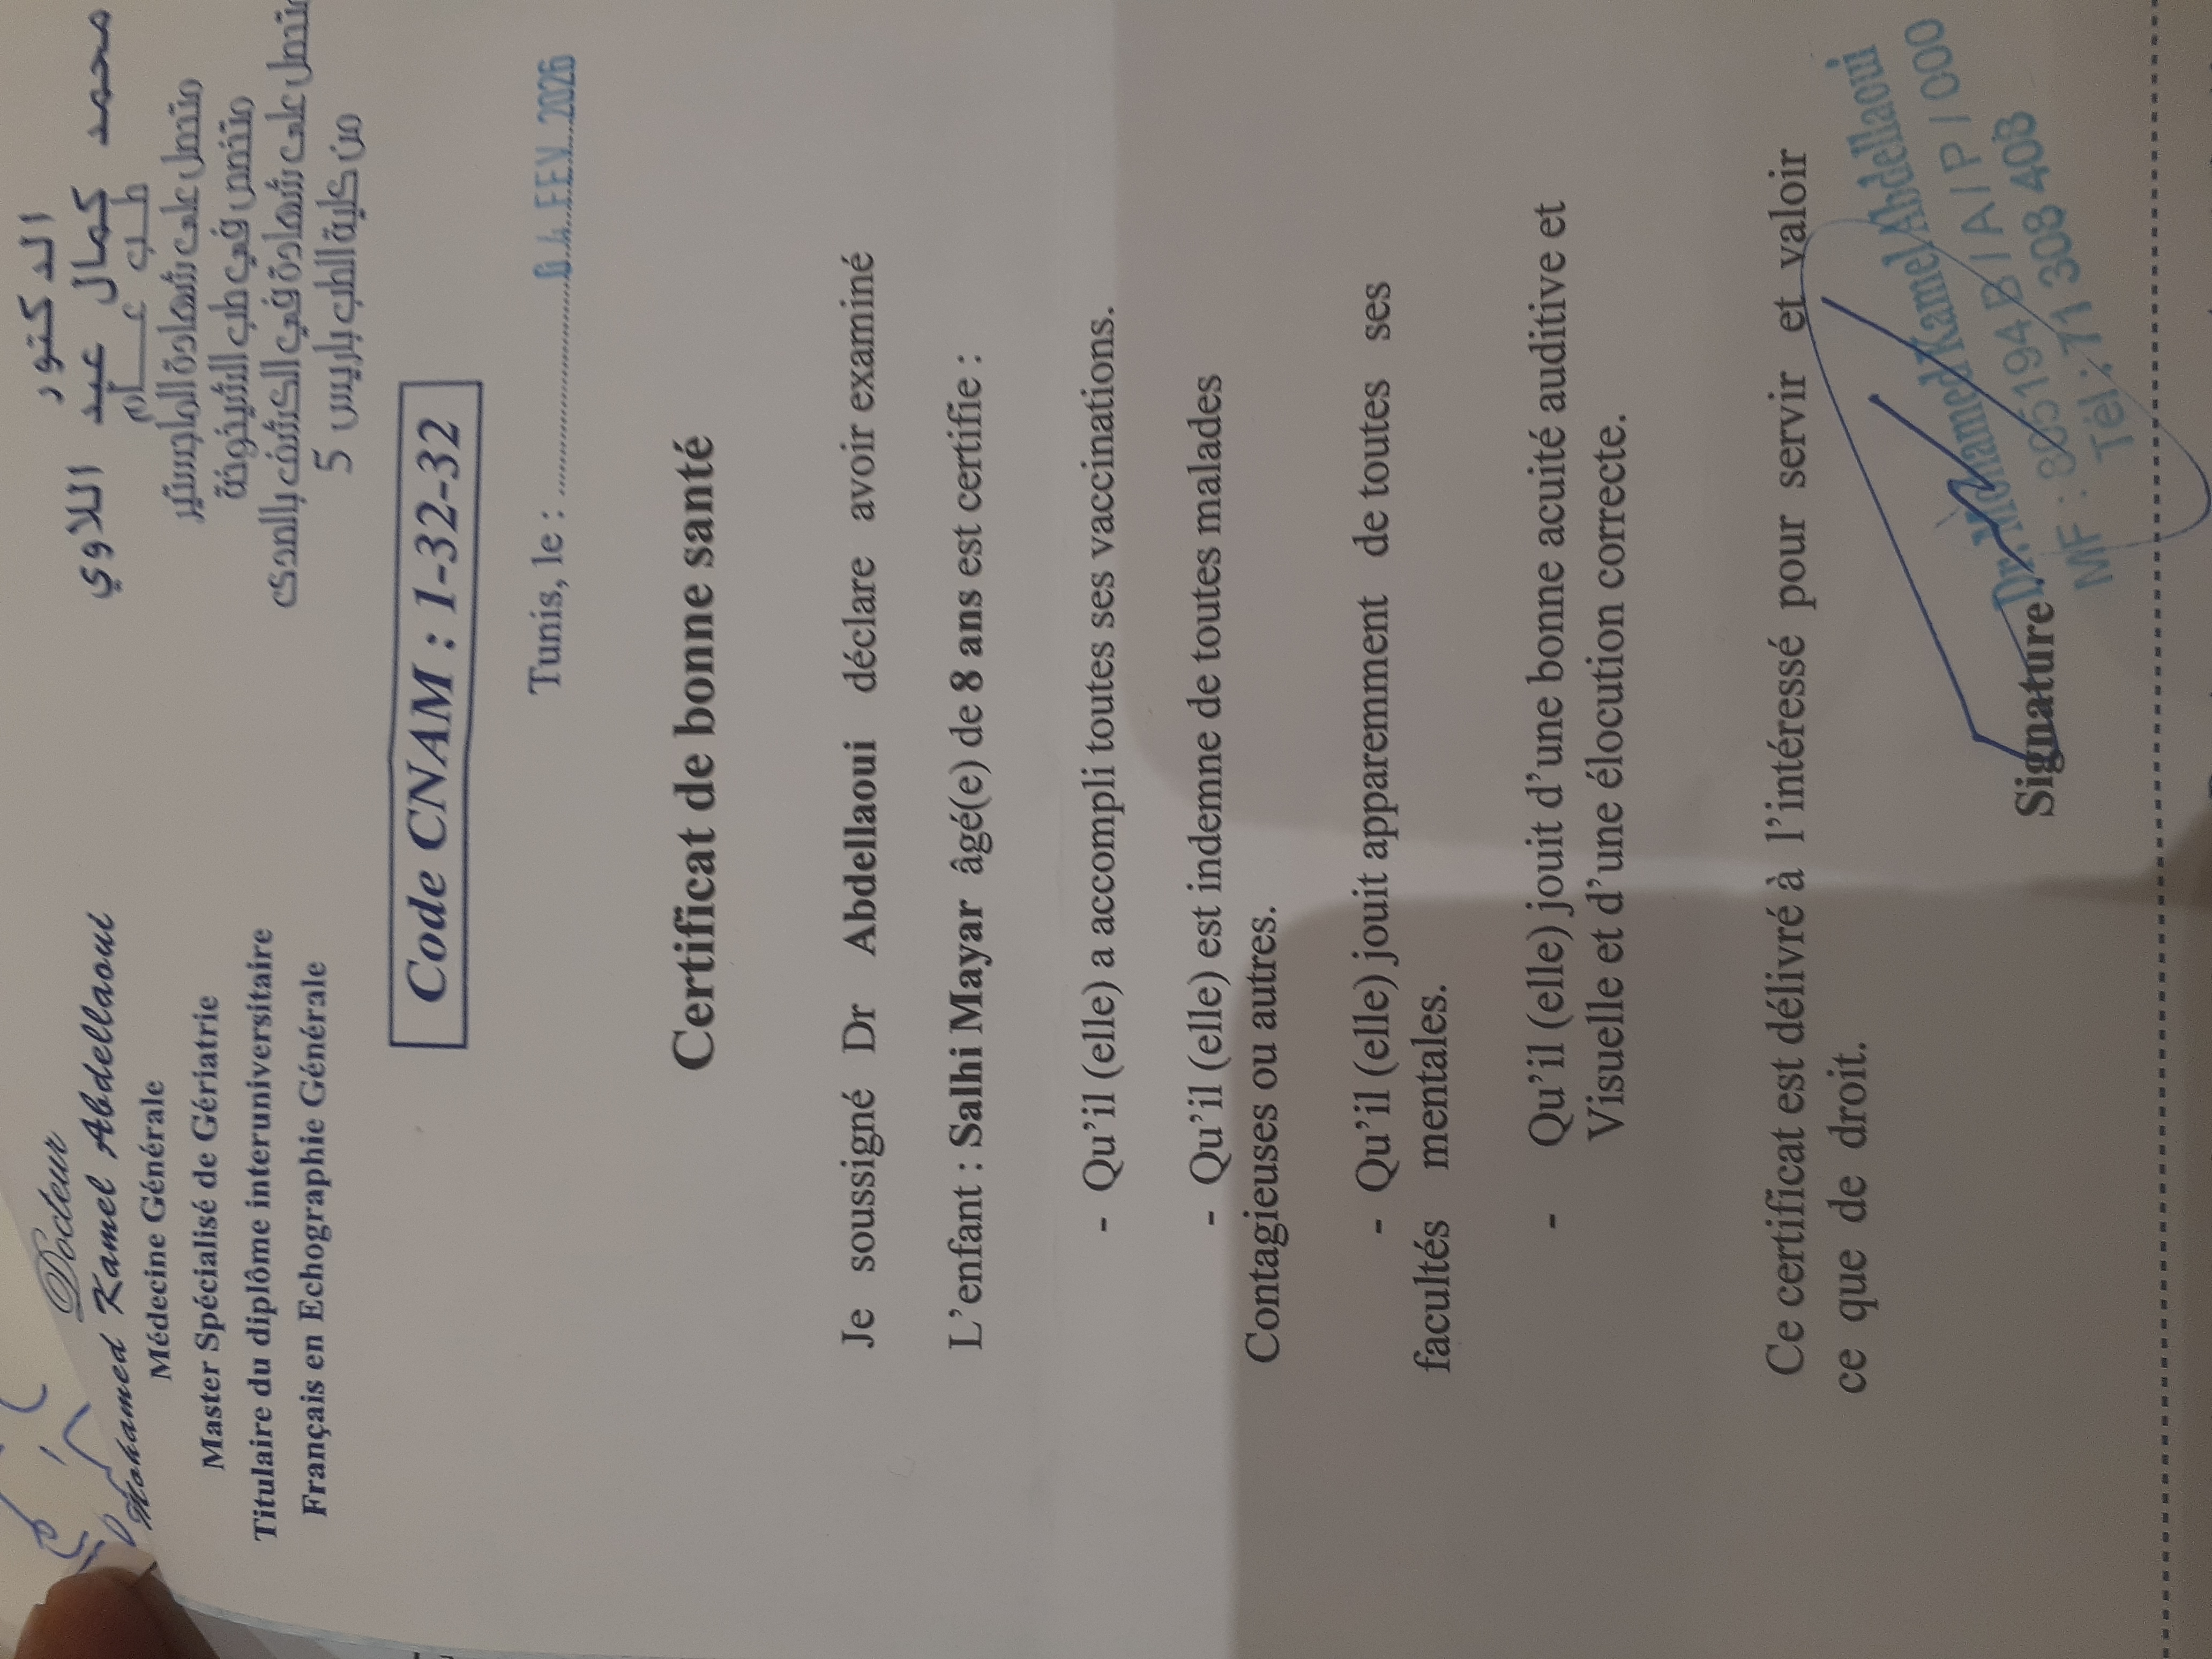 Docteur
Mohamed Kamel Abdellaoui
Médecine Générale
Master Spécialisé de Gériatrie
Titulaire du diplôme interuniversitaire
Français en Echographie Générale
الدكتور
محمد كمال عبد اللاوي
طب عام
متحصل على شهادة الماجستير
متخصص في طب الشيخوخة
متحصل على شهادة في الكشف بالصدى
من كلية الطب باريس 5
Code CNAM : 1-32-32
Tunis, le : 04 FEV. 2026
Certificat de bonne santé
Je soussigné Dr Abdellaoui déclare avoir examiné
L'enfant : Salhi Mayar âgé(e) de 8 ans est certifie :
- Qu'il (elle) a accompli toutes ses vaccinations.
- Qu'il (elle) est indemne de toutes malades
Contagieuses ou autres.
- Qu'il (elle) jouit apparemment de toutes ses
facultés mentales.
- Qu'il (elle) jouit d'une bonne acuité auditive et
Visuelle et d'une élocution correcte.
Ce certificat est délivré à l'intéressé pour servir et valoir
ce que de droit.
Signature
Dr. Mohamed Kamel Abdellaoui
MF : 805194 B / A / P / 000
Tél : 71 308 408